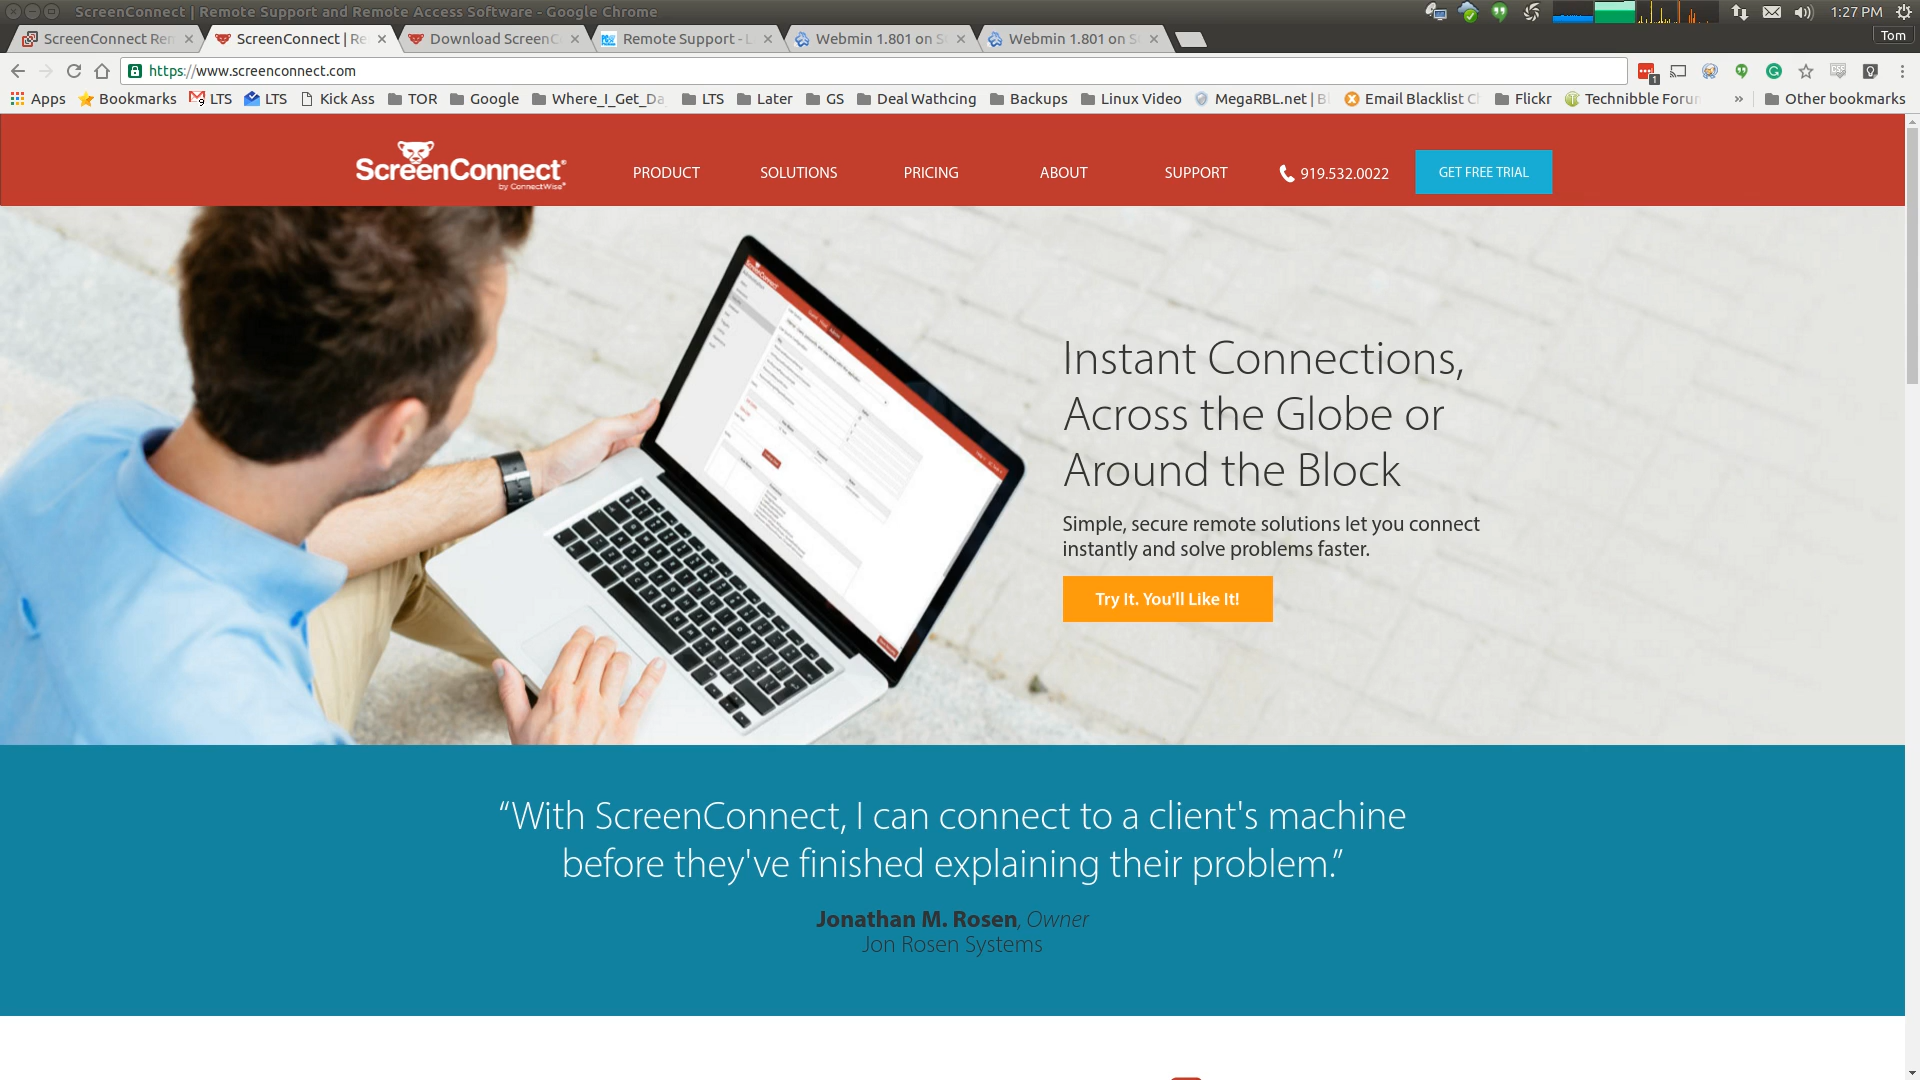 ScreenConnect | Remote Support and Remote Access Software - Google Chrome
1:27 PM
ScreenConnect Rem
ScreenConnect | Re
Download ScreenC
Remote Support - L
Webmin 1.801 on S
Webmin 1.801 on S
Tom
https://www.screenconnect.com
1
Apps
Bookmarks
LTS
LTS
Kick Ass
TOR
Google
Where_I_Get_Da
LTS
Later
GS
Deal Wathcing
Backups
Linux Video
MegaRBL.net | Bl
Email Blacklist C
Flickr
Technibble Forun
»
Other bookmarks
ScreenConnect®
by ConnectWise®
PRODUCT
SOLUTIONS
PRICING
ABOUT
SUPPORT
919.532.0022
GET FREE TRIAL
Instant Connections,
Across the Globe or
Around the Block
Simple, secure remote solutions let you connect
instantly and solve problems faster.
Try It. You'll Like It!
“With ScreenConnect, I can connect to a client's machine
before they've finished explaining their problem.”
Jonathan M. Rosen, Owner
Jon Rosen Systems